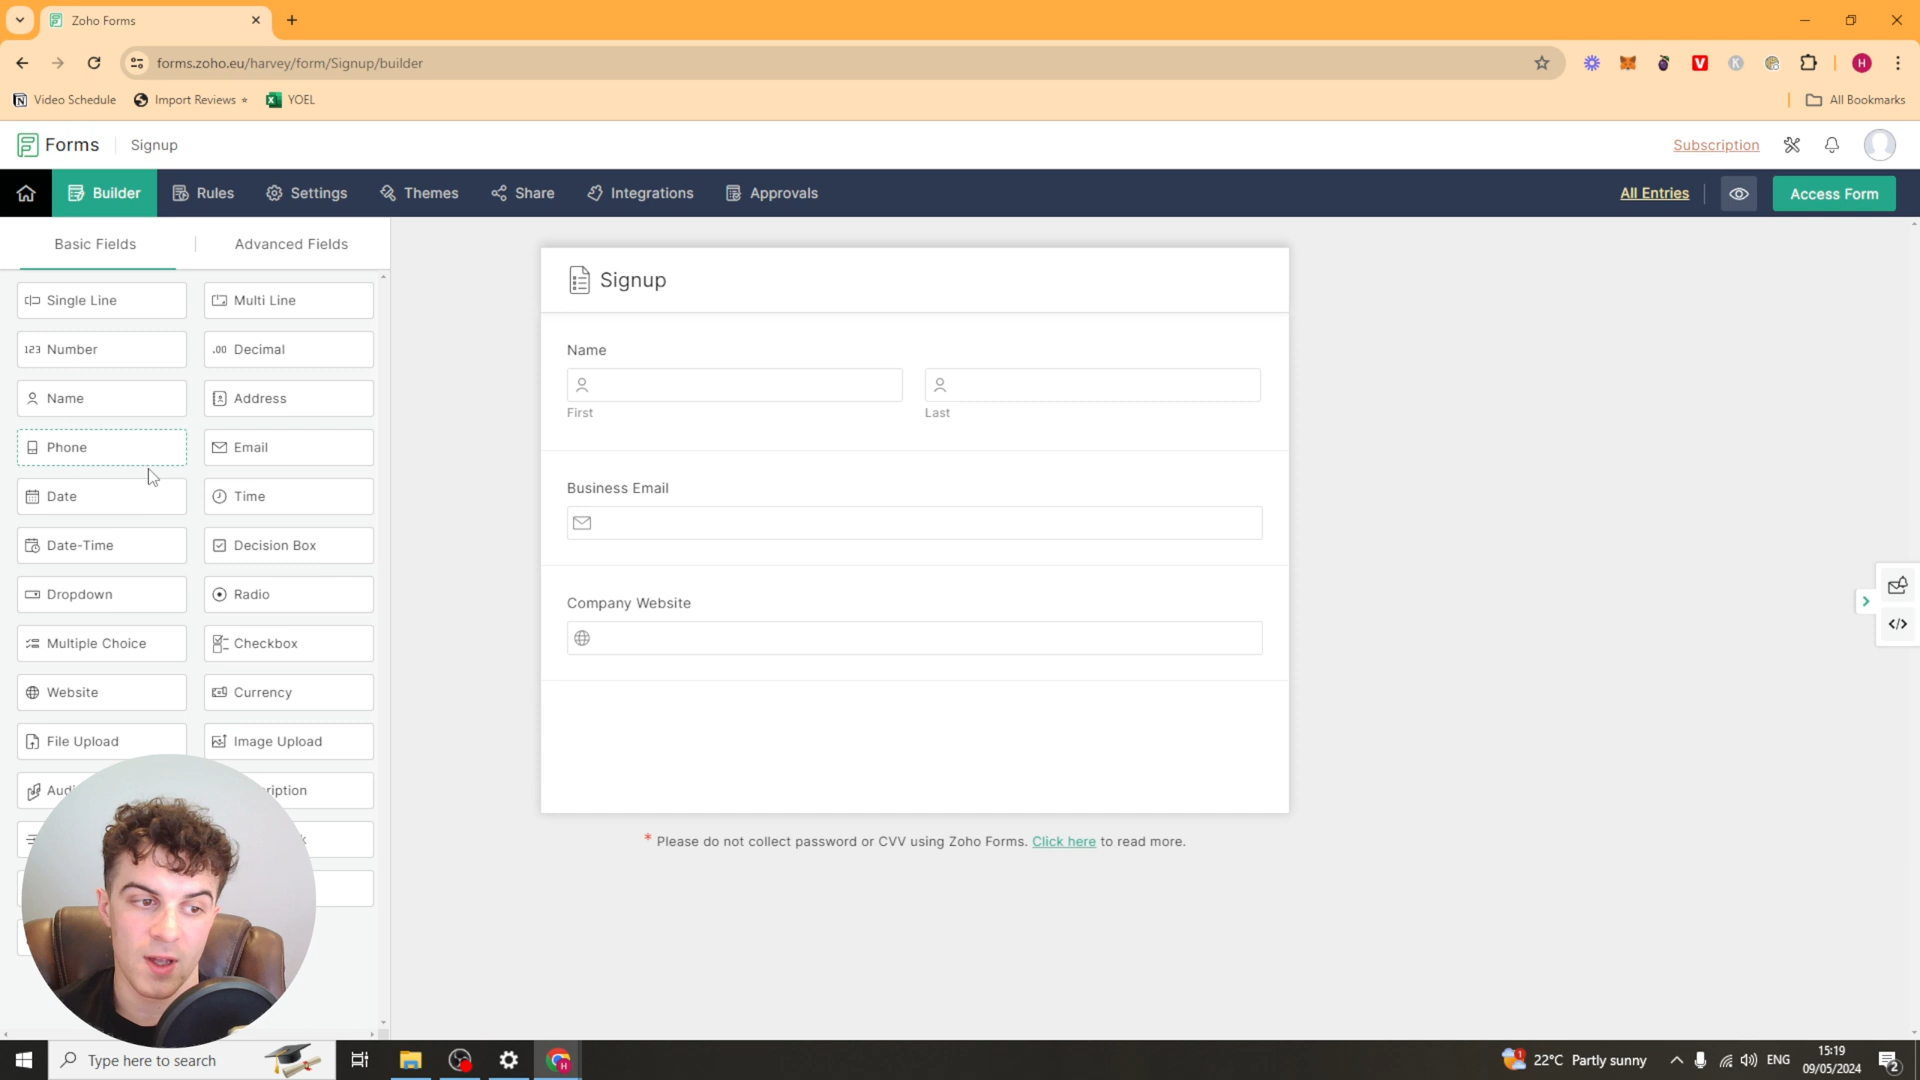 Zoho Forms
forms.zoho.eu/harvey/form/Signup/builder
Video Schedule
Import Reviews
YOEL
All Bookmarks
Forms
Signup
Subscription
Builder
Rules
Settings
Themes
Share
Integrations
Approvals
All Entries
Access Form
Basic Fields
Advanced Fields
Single Line
Multi Line
123 Number
.00 Decimal
Name
Address
Phone
Email
Date
Time
Date-Time
Decision Box
Dropdown
Radio
Multiple Choice
Checkbox
Website
Currency
File Upload
Image Upload
Signup
Name
First
Last
Business Email
Company Website
* Please do not collect password or CVV using Zoho Forms. Click here to read more.
Type here to search
22°C Partly sunny
ENG
15:19
09/05/2024
2